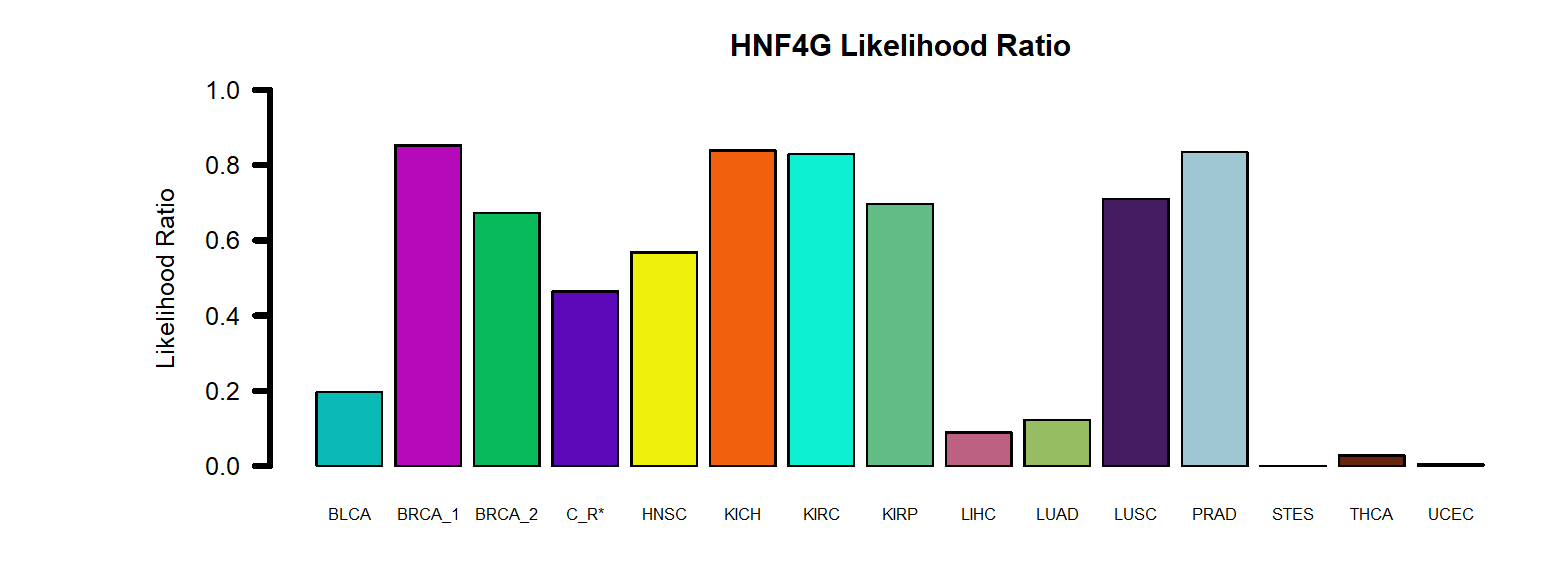 HNF4G Likelihood Ratio
1.0
0.8
0.6
0.4
0.2
0.0
Likelihood Ratio
BLCA BRCA_1 BRCA_2 C_R* HNSC KICH KIRC KIRP LIHC LUAD LUSC PRAD STES THCA UCEC